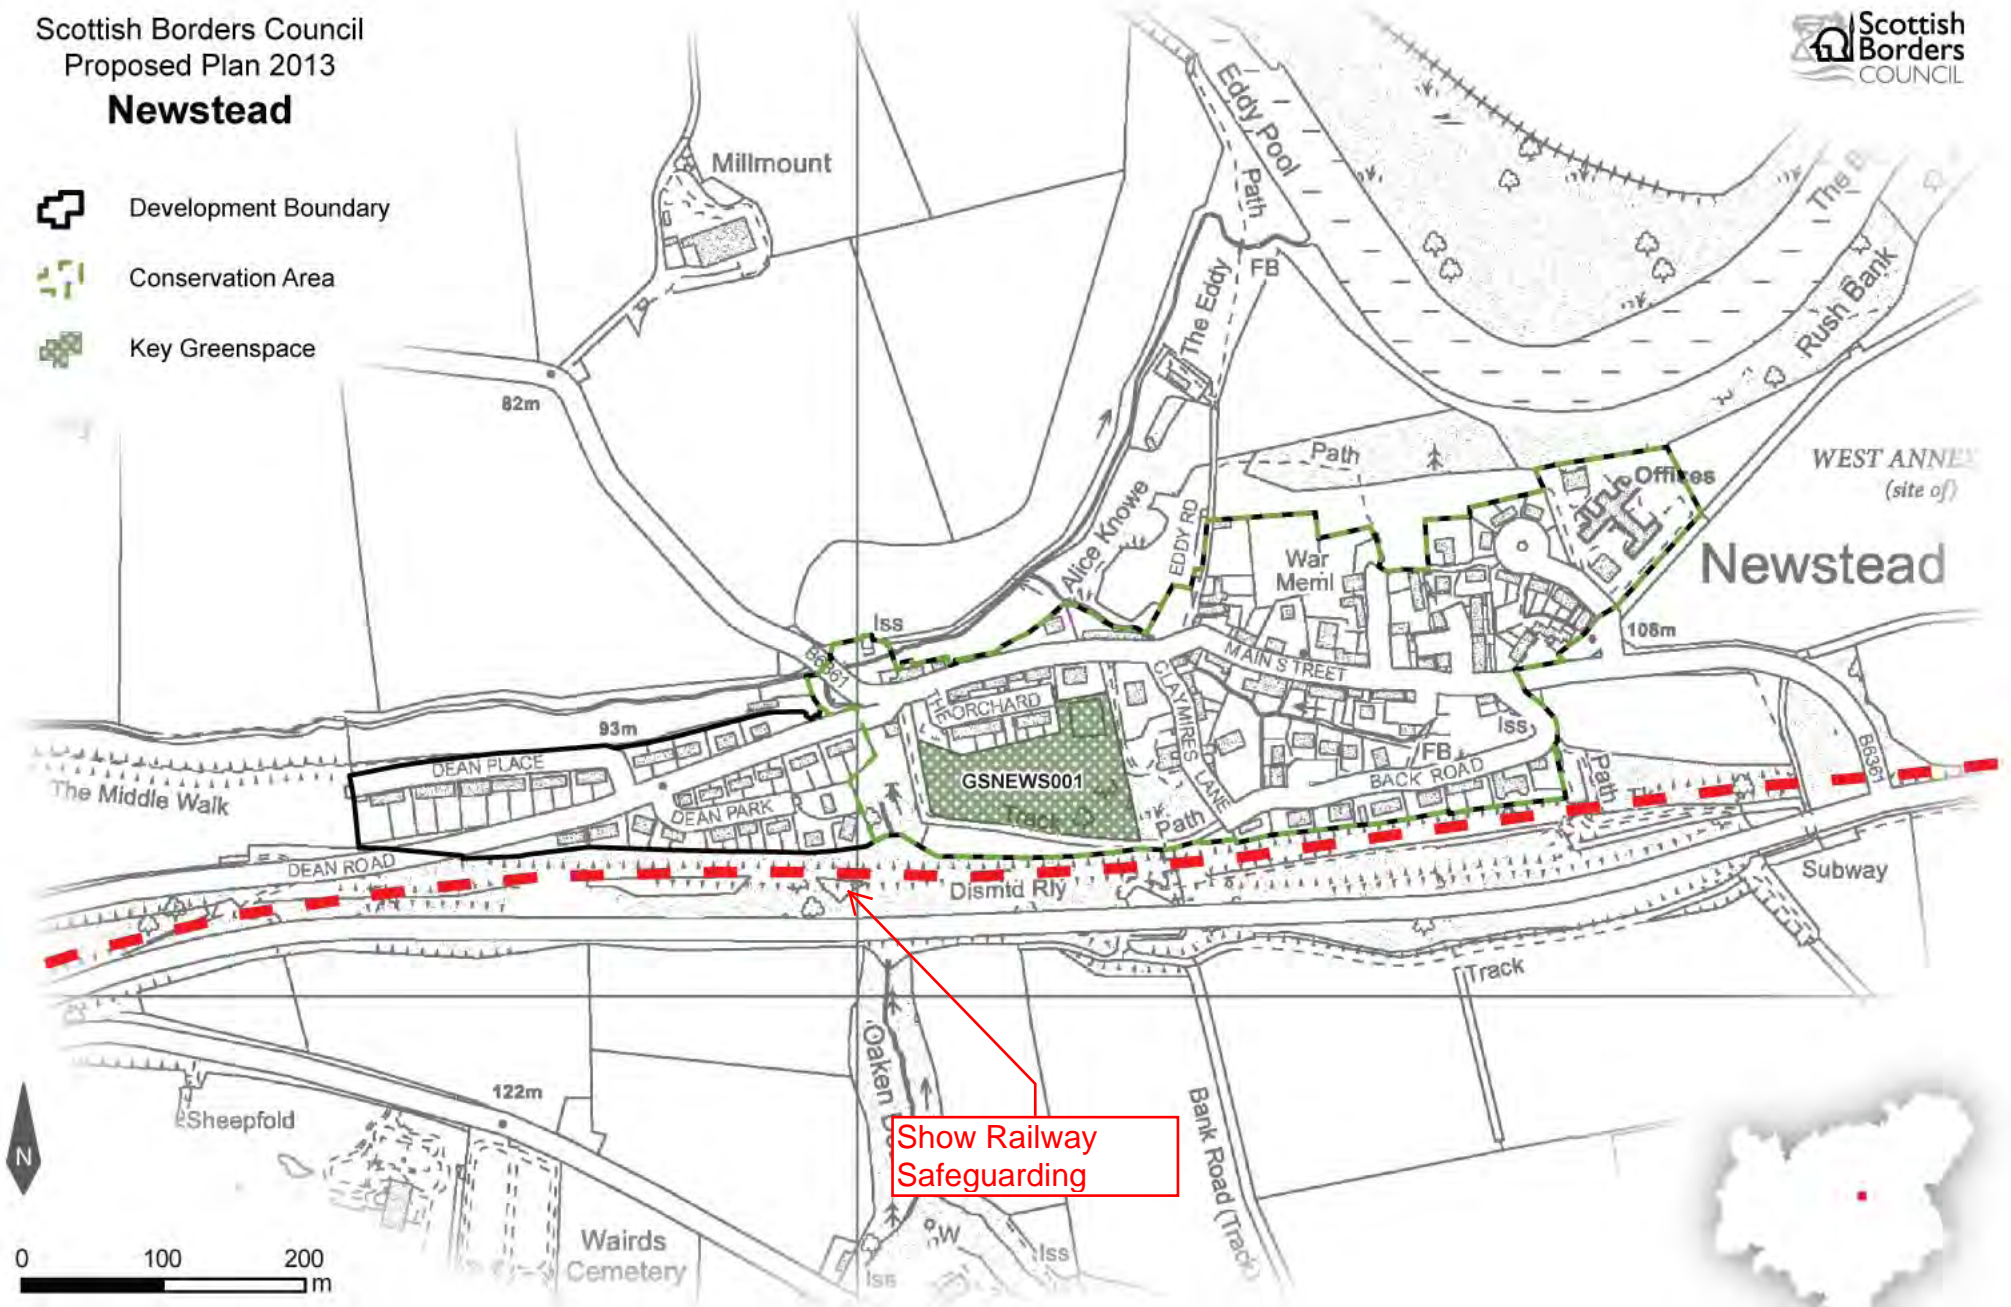 Scottish Borders Council
Proposed Plan 2013
Newstead
Development Boundary
Conservation Area
Key Greenspace
Scottish
Borders
COUNCIL
Millmount
Eddy Pool
Path
FB
The Eddy
Rush Bank
82m
Path
Offices
WEST ANNE
(site of)
Newstead
Alice Knowe
EDDY RD
War
Meml
Iss
B6361
MAIN STREET
108m
THE ORCHARD
CLAYMIRES LANE
93m
DEAN PLACE
The Middle Walk
GSNEWS001
Track
DEAN PARK
Path
BACK ROAD
FB
Iss
Path
B6361
DEAN ROAD
Dismtd Rly
Subway
Track
Oaken D
Bank Road (Track)
122m
Sheepfold
Show Railway
Safeguarding
N
W
Iss
Iss
Wairds
Cemetery
0 100 200
m